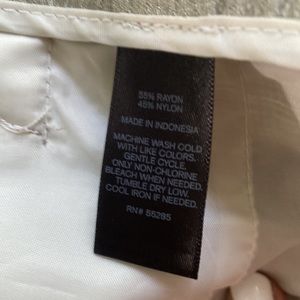 55% RAYON
45% NYLON
MADE IN INDONESIA
MACHINE WASH COLD
WITH LIKE COLORS.
GENTLE CYCLE.
ONLY NON-CHLORINE
BLEACH WHEN NEEDED.
TUMBLE DRY LOW.
COOL IRON IF NEEDED.
RN# 55285